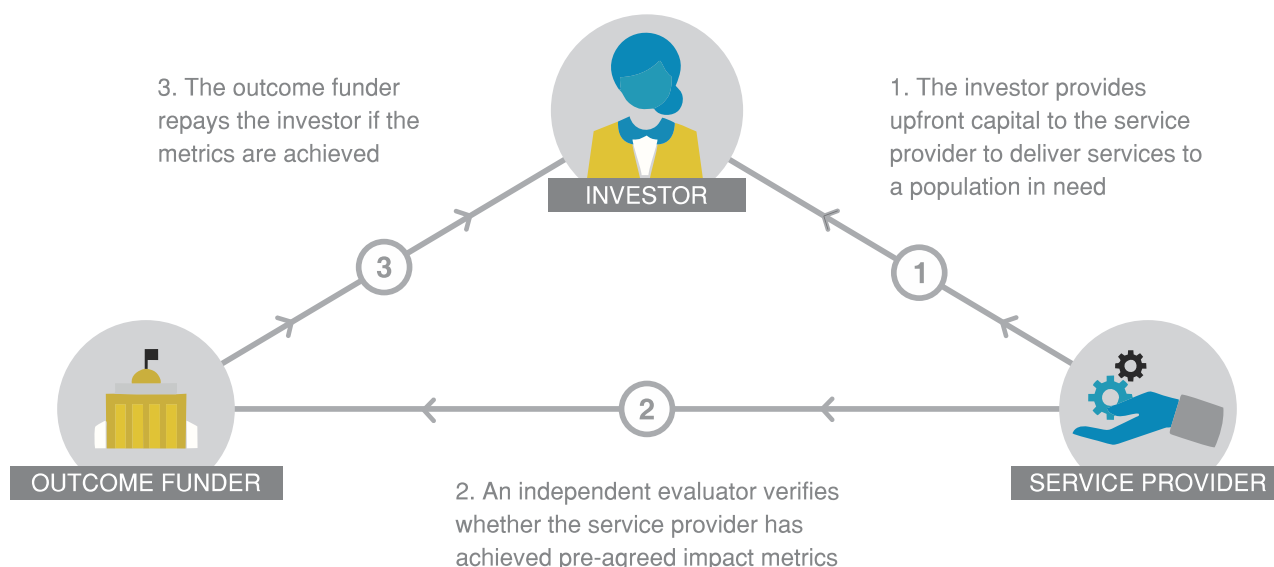 3. The outcome funder
repays the investor if the
metrics are achieved
1. The investor provides
upfront capital to the service
provider to deliver services to
a population in need
INVESTOR
3
1
2
OUTCOME FUNDER
SERVICE PROVIDER
2. An independent evaluator verifies
whether the service provider has
achieved pre-agreed impact metrics